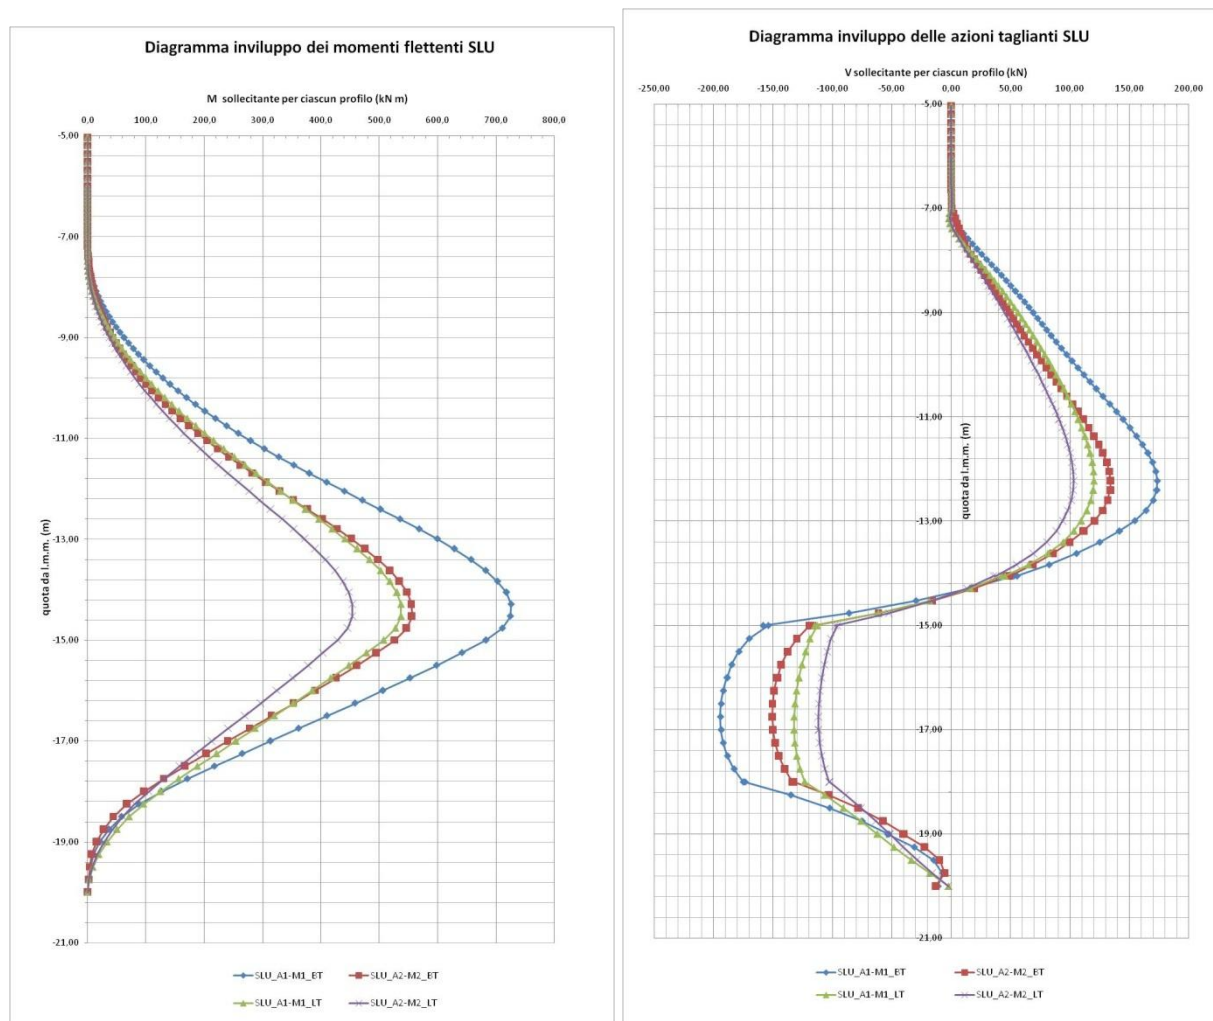 Diagramma inviluppo dei momenti flettenti SLU
M sollecitante per ciascun profilo (kN m)
0,0 100,0 200,0 300,0 400,0 500,0 600,0 700,0 800,0
-5,00
-7,00
-9,00
-11,00
-13,00
-15,00
-17,00
-19,00
-21,00
quota da l.m.m. (m)
SLU_A1-M1_BT SLU_A2-M2_BT
SLU_A1-M1_LT SLU_A2-M2_LT
Diagramma inviluppo delle azioni taglianti SLU
V sollecitante per ciascun profilo (kN)
-250,00 -200,00 -150,00 -100,00 -50,00 0,00 50,00 100,00 150,00 200,00
-5,00
-7,00
-9,00
-11,00
-13,00
-15,00
-17,00
-19,00
-21,00
quota da l.m.m. (m)
SLU_A1-M1_BT SLU_A2-M2_BT
SLU_A1-M1_LT SLU_A2-M2_LT